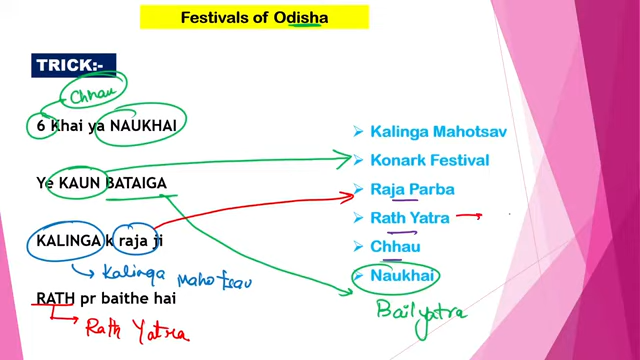 Festivals of Odisha
TRICK:-
Chhau
6 Khai ya NAUKHAI
Ye KAUN BATAIGA
KALINGA k raja ji
Kalinga Mahotsav
RATH pr baithe hai
Rath Yatra
Kalinga Mahotsav
Konark Festival
Raja Parba
Rath Yatra
Chhau
Naukhai
Bail yatra